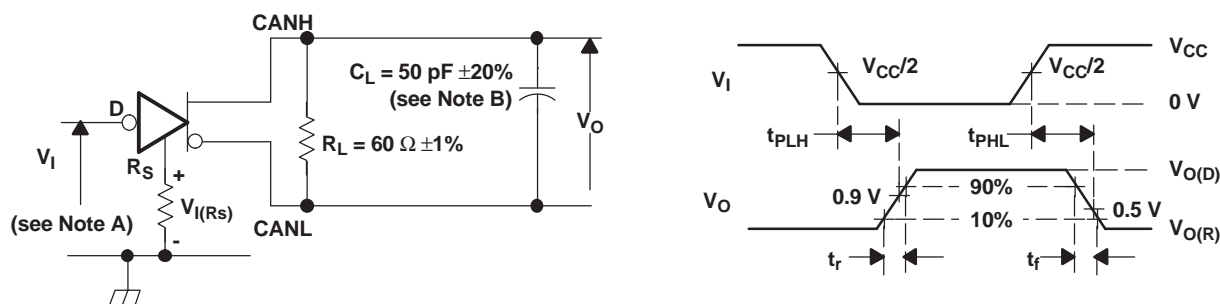 CANH
C_L = 50 pF ±20%
(see Note B)
V_O
D
R_L = 60 Ω ±1%
V_I
R_S
+
V_I(Rs)
(see Note A)
-
CANL
V_CC
V_CC/2
V_CC/2
V_I
0 V
t_PLH
t_PHL
V_O(D)
90%
0.9 V
V_O
10%
0.5 V
V_O(R)
t_r
t_f